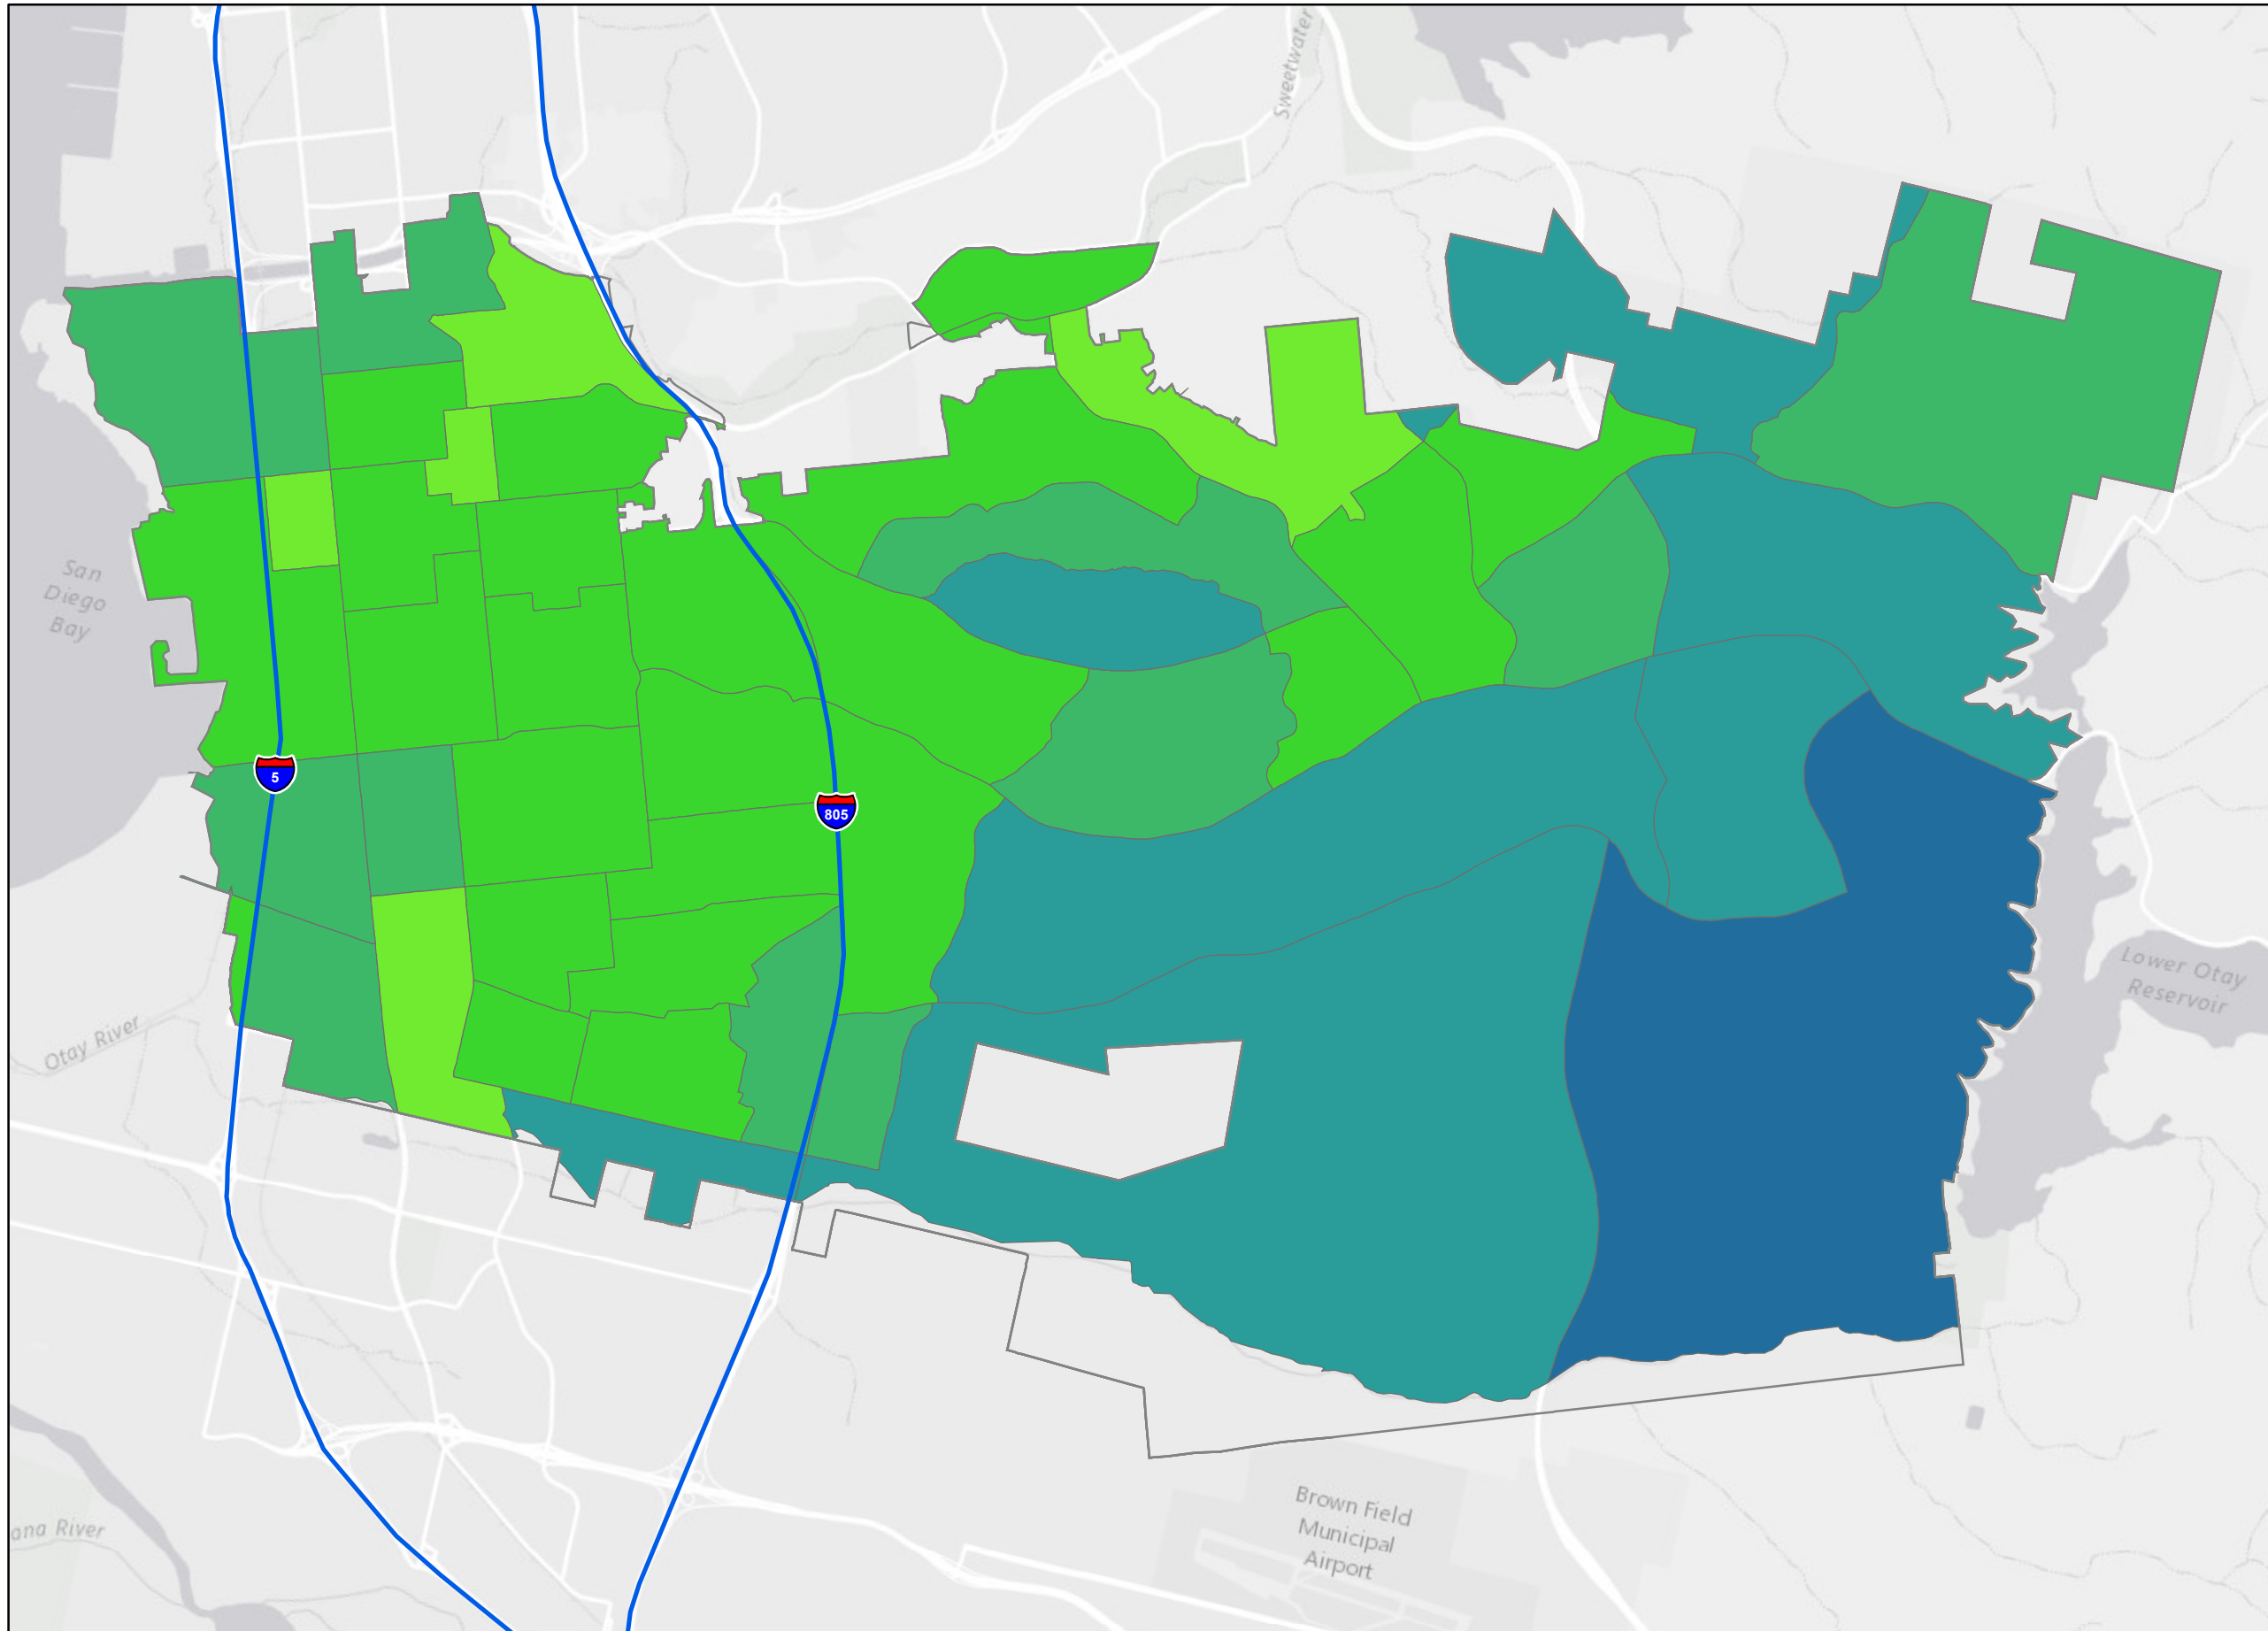 Sweetwater
San
Diego
Bay
5
805
Lower Otay
Reservoir
Otay River
Brown Field
Municipal
Airport
ana River